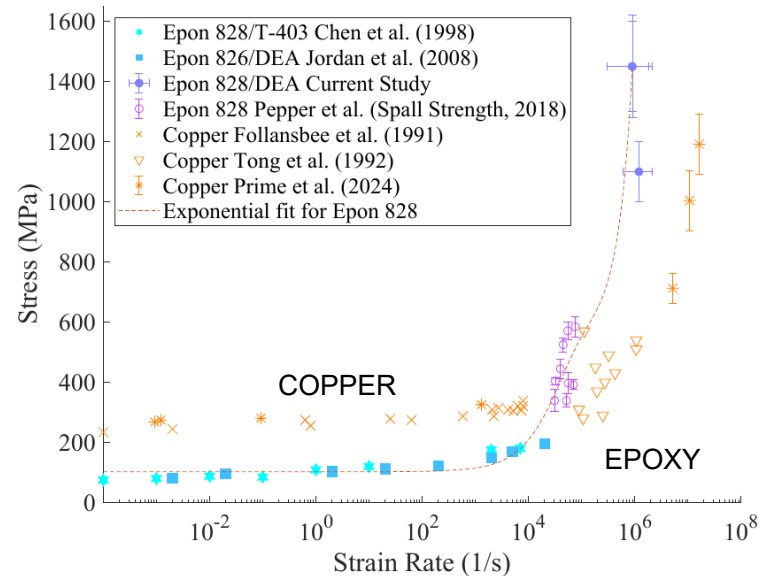 1600
1400
1200
1000
800
600
400
200
0
Stress (MPa)
Epon 828/T-403 Chen et al. (1998)
Epon 826/DEA Jordan et al. (2008)
Epon 828/DEA Current Study
Epon 828 Pepper et al. (Spall Strength, 2018)
Copper Follansbee et al. (1991)
Copper Tong et al. (1992)
Copper Prime et al. (2024)
Exponential fit for Epon 828
COPPER
EPOXY
10⁻² 10⁰ 10² 10⁴ 10⁶ 10⁸
Strain Rate (1/s)